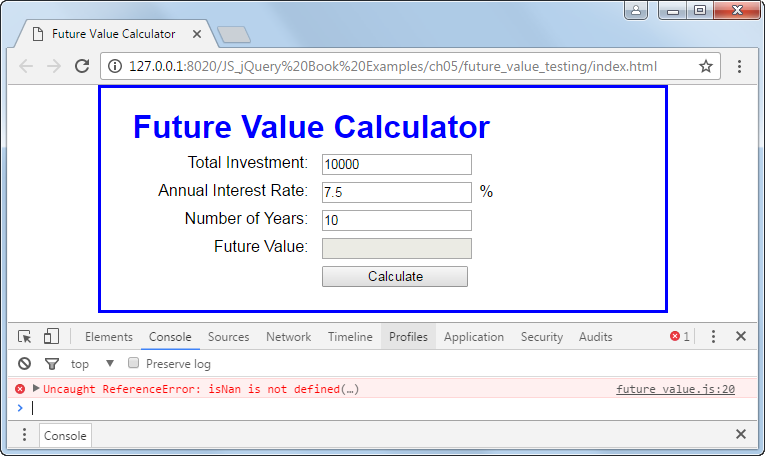 Future Value Calculator
127.0.0.1:8020/JS_jQuery%20Book%20Examples/ch05/future_value_testing/index.html
Future Value Calculator
Total Investment: 10000
Annual Interest Rate: 7.5 %
Number of Years: 10
Future Value:
Calculate
Elements Console Sources Network Timeline Profiles Application Security Audits 1
top Preserve log
Uncaught ReferenceError: isNan is not defined(…) future_value.js:20
>
Console